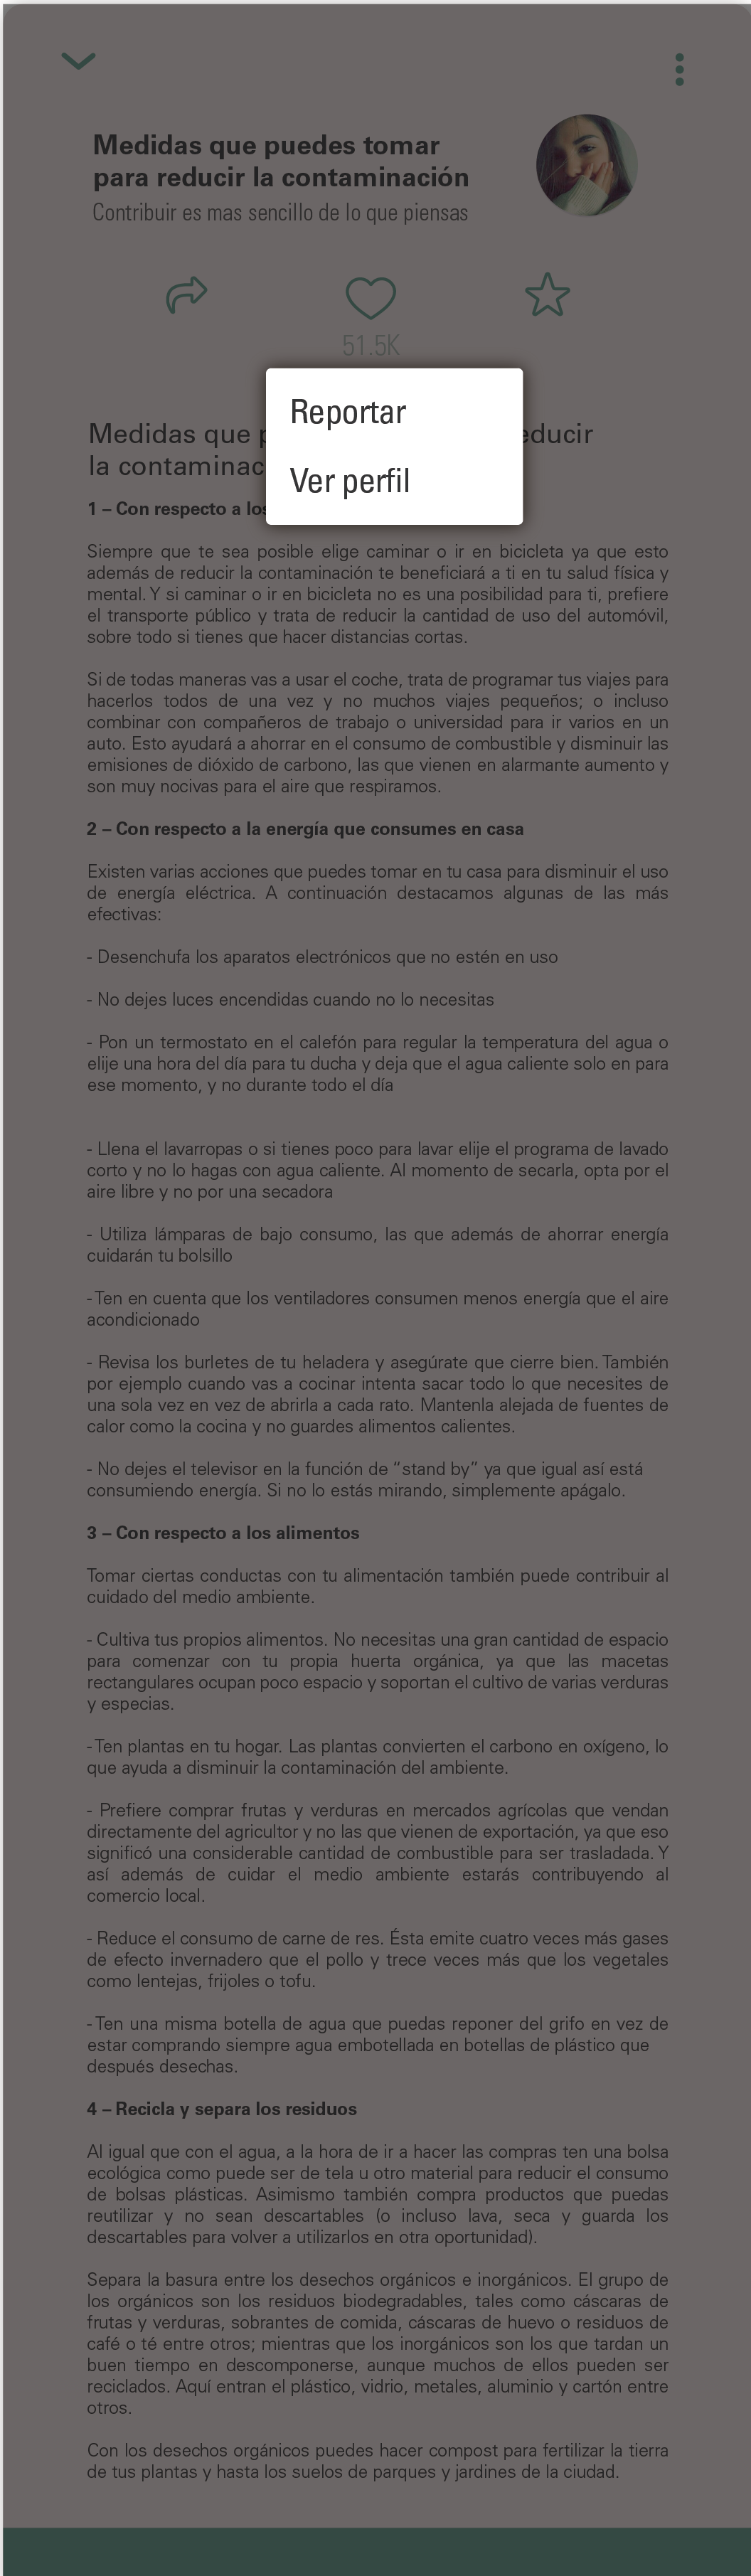 Medidas que puedes tomar
para reducir la contaminación
Contribuir es mas sencillo de lo que piensas
51.5K
Reportar
Ver perfil
Medidas que educir
la contaminac
1 – Con respecto a los
Siempre que te sea posible elige caminar o ir en bicicleta ya que esto
además de reducir la contaminación te beneficiará a ti en tu salud física y
mental. Y si caminar o ir en bicicleta no es una posibilidad para ti, prefiere
el transporte público y trata de reducir la cantidad de uso del automóvil,
sobre todo si tienes que hacer distancias cortas.
Si de todas maneras vas a usar el coche, trata de programar tus viajes para
hacerlos todos de una vez y no muchos viajes pequeños; o incluso
combinar con compañeros de trabajo o universidad para ir varios en un
auto. Esto ayudará a ahorrar en el consumo de combustible y disminuir las
emisiones de dióxido de carbono, las que vienen en alarmante aumento y
son muy nocivas para el aire que respiramos.
2 – Con respecto a la energía que consumes en casa
Existen varias acciones que puedes tomar en tu casa para disminuir el uso
de energía eléctrica. A continuación destacamos algunas de las más
efectivas:
- Desenchufa los aparatos electrónicos que no estén en uso
- No dejes luces encendidas cuando no lo necesitas
- Pon un termostato en el calefón para regular la temperatura del agua o
elije una hora del día para tu ducha y deja que el agua caliente solo en para
ese momento, y no durante todo el día
- Llena el lavarropas o si tienes poco para lavar elije el programa de lavado
corto y no lo hagas con agua caliente. Al momento de secarla, opta por el
aire libre y no por una secadora
- Utiliza lámparas de bajo consumo, las que además de ahorrar energía
cuidarán tu bolsillo
- Ten en cuenta que los ventiladores consumen menos energía que el aire
acondicionado
- Revisa los burletes de tu heladera y asegúrate que cierre bien. También
por ejemplo cuando vas a cocinar intenta sacar todo lo que necesites de
una sola vez en vez de abrirla a cada rato. Mantenla alejada de fuentes de
calor como la cocina y no guardes alimentos calientes.
- No dejes el televisor en la función de “stand by” ya que igual así está
consumiendo energía. Si no lo estás mirando, simplemente apágalo.
3 – Con respecto a los alimentos
Tomar ciertas conductas con tu alimentación también puede contribuir al
cuidado del medio ambiente.
- Cultiva tus propios alimentos. No necesitas una gran cantidad de espacio
para comenzar con tu propia huerta orgánica, ya que las macetas
rectangulares ocupan poco espacio y soportan el cultivo de varias verduras
y especias.
- Ten plantas en tu hogar. Las plantas convierten el carbono en oxígeno, lo
que ayuda a disminuir la contaminación del ambiente.
- Prefiere comprar frutas y verduras en mercados agrícolas que vendan
directamente del agricultor y no las que vienen de exportación, ya que eso
significó una considerable cantidad de combustible para ser trasladada. Y
así además de cuidar el medio ambiente estarás contribuyendo al
comercio local.
- Reduce el consumo de carne de res. Ésta emite cuatro veces más gases
de efecto invernadero que el pollo y trece veces más que los vegetales
como lentejas, frijoles o tofu.
- Ten una misma botella de agua que puedas reponer del grifo en vez de
estar comprando siempre agua embotellada en botellas de plástico que
después desechas.
4 – Recicla y separa los residuos
Al igual que con el agua, a la hora de ir a hacer las compras ten una bolsa
ecológica como puede ser de tela u otro material para reducir el consumo
de bolsas plásticas. Asimismo también compra productos que puedas
reutilizar y no sean descartables (o incluso lava, seca y guarda los
descartables para volver a utilizarlos en otra oportunidad).
Separa la basura entre los desechos orgánicos e inorgánicos. El grupo de
los orgánicos son los residuos biodegradables, tales como cáscaras de
frutas y verduras, sobrantes de comida, cáscaras de huevo o residuos de
café o té entre otros; mientras que los inorgánicos son los que tardan un
buen tiempo en descomponerse, aunque muchos de ellos pueden ser
reciclados. Aquí entran el plástico, vidrio, metales, aluminio y cartón entre
otros.
Con los desechos orgánicos puedes hacer compost para fertilizar la tierra
de tus plantas y hasta los suelos de parques y jardines de la ciudad.